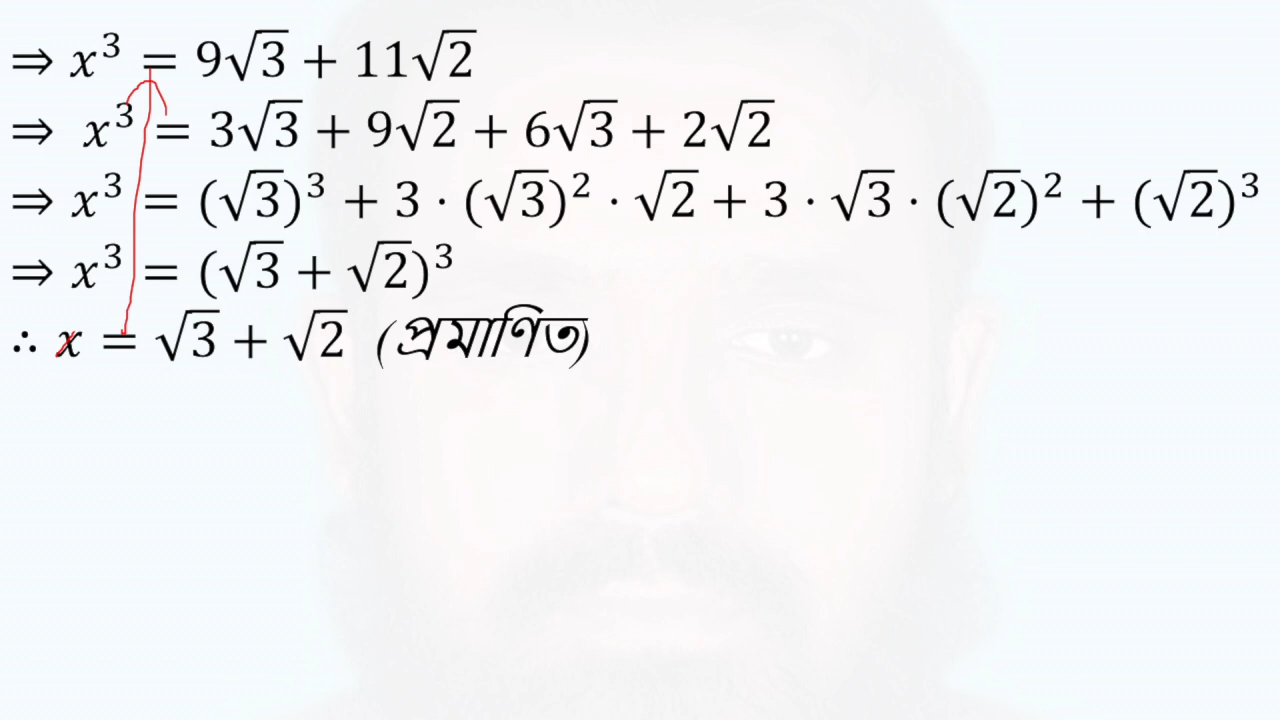 ⇒ x³ = 9√3 + 11√2
⇒ x³ = 3√3 + 9√2 + 6√3 + 2√2
⇒ x³ = (√3)³ + 3 · (√3)² · √2 + 3 · √3 · (√2)² + (√2)³
⇒ x³ = (√3 + √2)³
∴ x = √3 + √2 (প্রমাণিত)